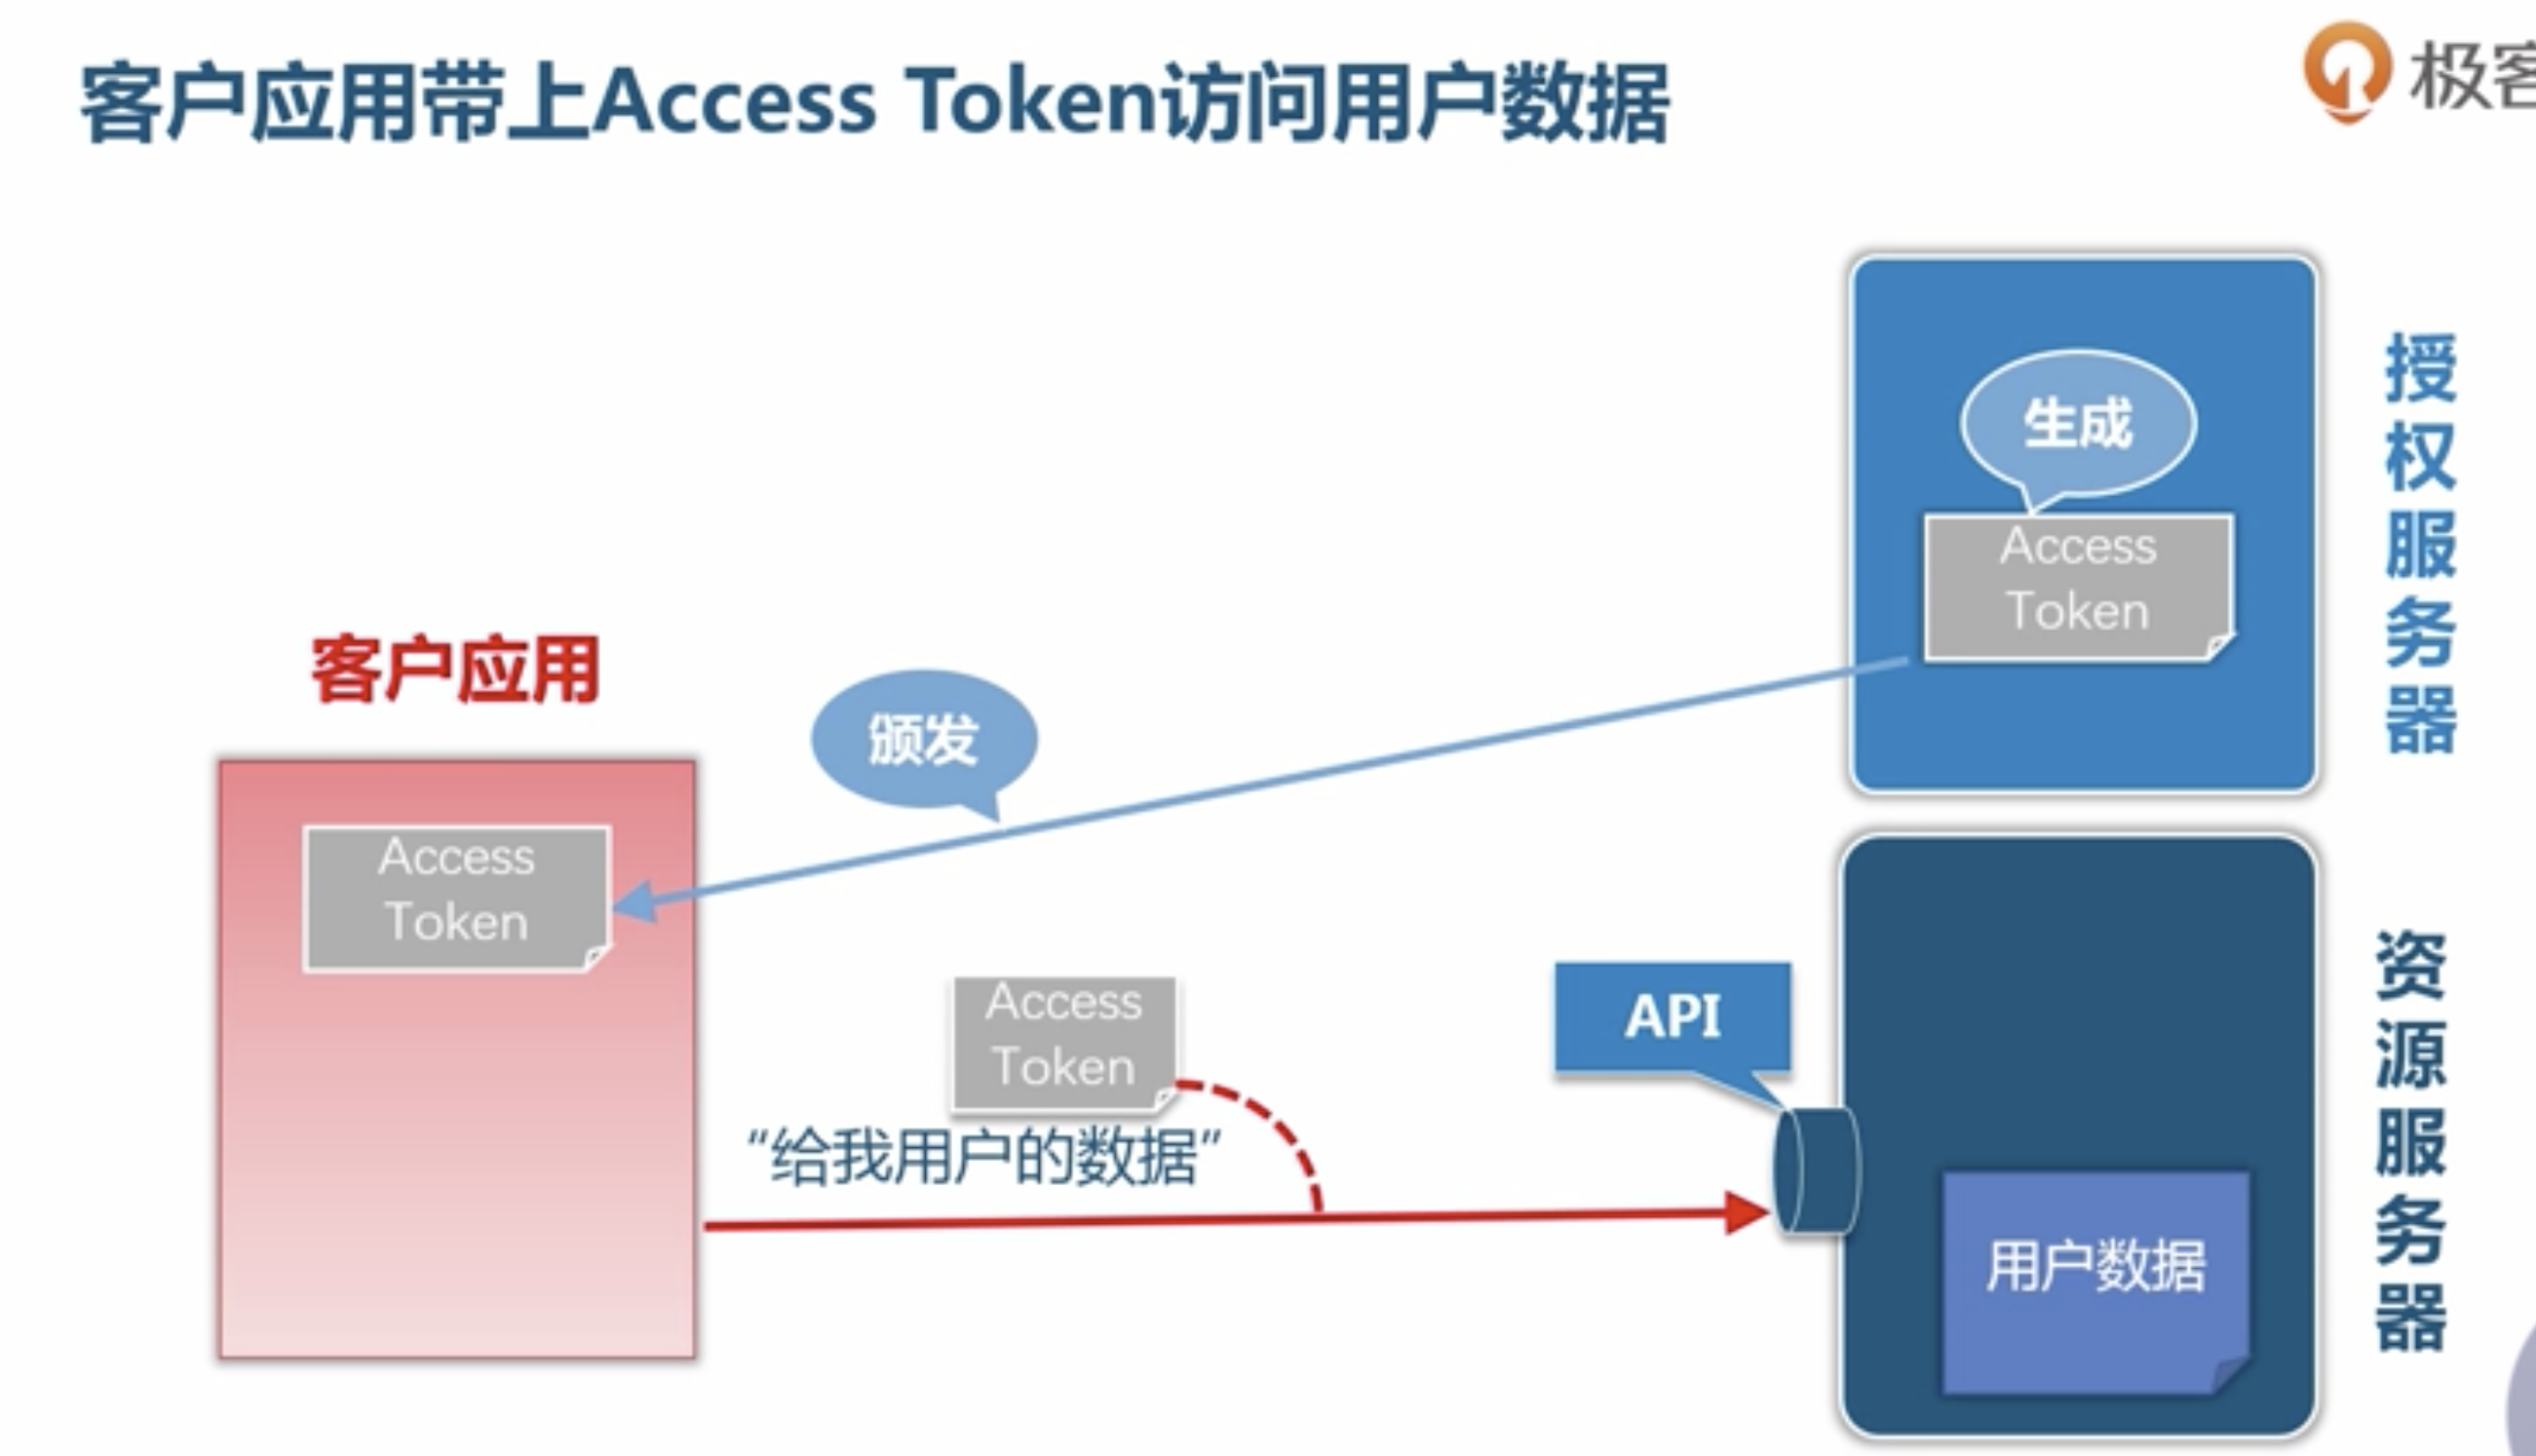 客户应用带上Access Token访问用户数据
极客
生成
Access
Token
授权服务器
客户应用
颁发
Access
Token
Access
Token
“给我用户的数据”
API
用户数据
资源服务器